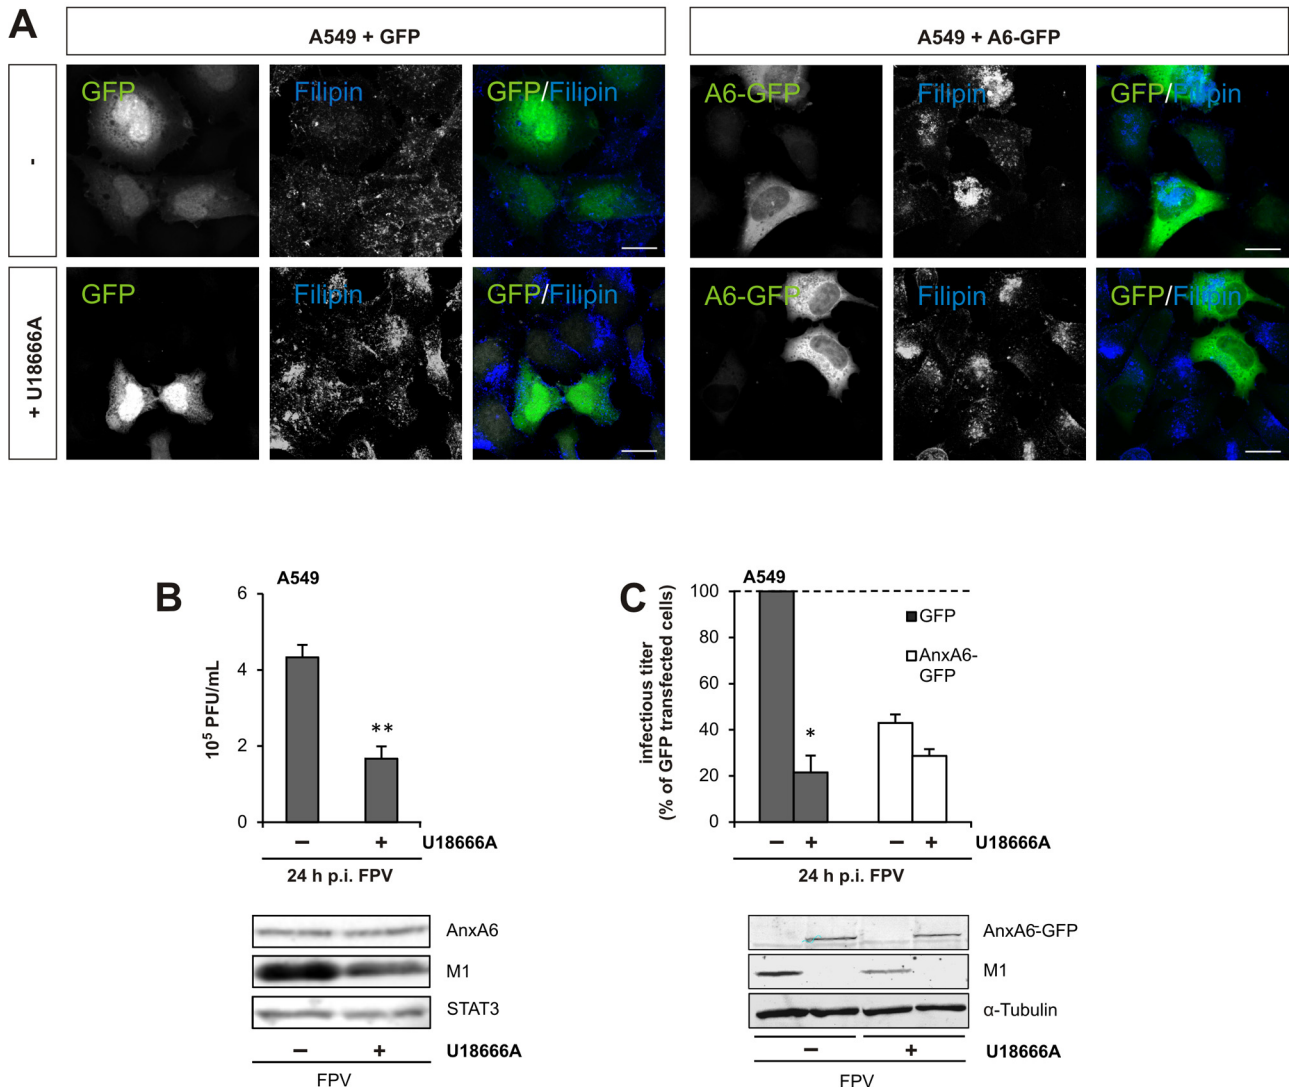 A
A549 + GFP
A549 + A6-GFP
-
GFP
Filipin
GFP/Filipin
A6-GFP
Filipin
GFP/Filipin
+ U18666A
GFP
Filipin
GFP/Filipin
A6-GFP
Filipin
GFP/Filipin
B
A549
10⁵ PFU/mL
6
4
2
0
**
− + U18666A
24 h p.i. FPV
AnxA6
M1
STAT3
− + U18666A
FPV
C
A549
infectious titer
(% of GFP transfected cells)
100
80
60
40
20
0
GFP
AnxA6-
GFP
*
− + − + U18666A
24 h p.i. FPV
AnxA6-GFP
M1
α-Tubulin
− + U18666A
FPV